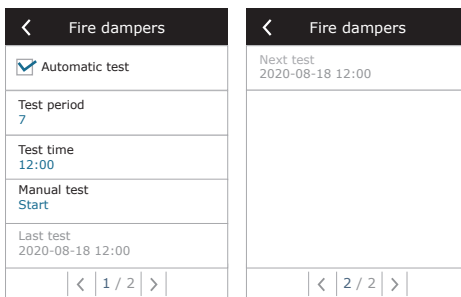 Fire dampers
Automatic test
Test period
7
Test time
12:00
Manual test
Start
Last test
2020-08-18 12:00
1 / 2
Fire dampers
Next test
2020-08-18 12:00
2 / 2